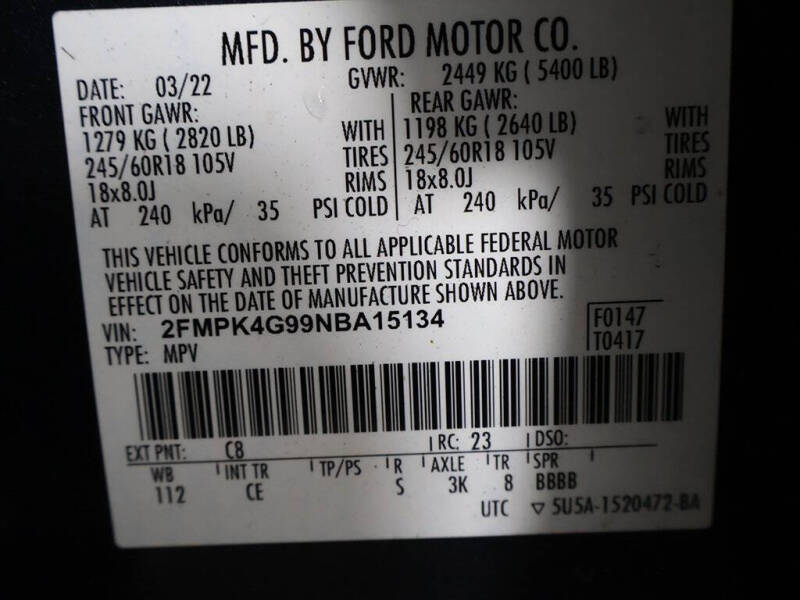 MFD. BY FORD MOTOR CO.
DATE: 03/22 GVWR: 2449 KG ( 5400 LB)
FRONT GAWR: REAR GAWR:
1279 KG ( 2820 LB) WITH 1198 KG ( 2640 LB) WITH
245/60R18 105V TIRES 245/60R18 105V TIRES
18x8.0J RIMS 18x8.0J RIMS
AT 240 kPa/ 35 PSI COLD AT 240 kPa/ 35 PSI COLD
THIS VEHICLE CONFORMS TO ALL APPLICABLE FEDERAL MOTOR
VEHICLE SAFETY AND THEFT PREVENTION STANDARDS IN
EFFECT ON THE DATE OF MANUFACTURE SHOWN ABOVE.
VIN: 2FMPK4G99NBA15134 F0147
TYPE: MPV T0417
EXT PNT: C8 RC: 23 DSO:
WB INT TR TP/PS R AXLE TR SPR
112 CE S 3K 8 BBBB
UTC ▽ 5U5A-1520472-BA